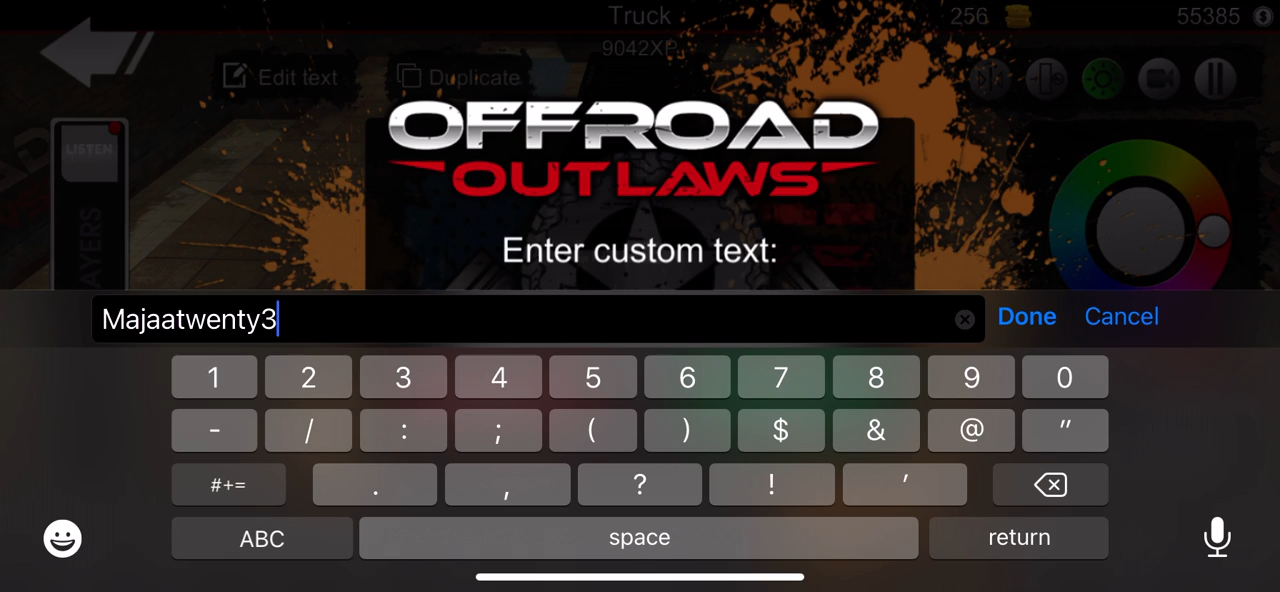 Truck
256
55385
9042XP
Edit text
Duplicate
LISTEN
OFFROAD
OUTLAWS
Enter custom text:
Majaatwenty3
Done
Cancel
1 2 3 4 5 6 7 8 9 0
- / : ; ( ) $ & @ "
#+= . , ? ! '
ABC
space
return